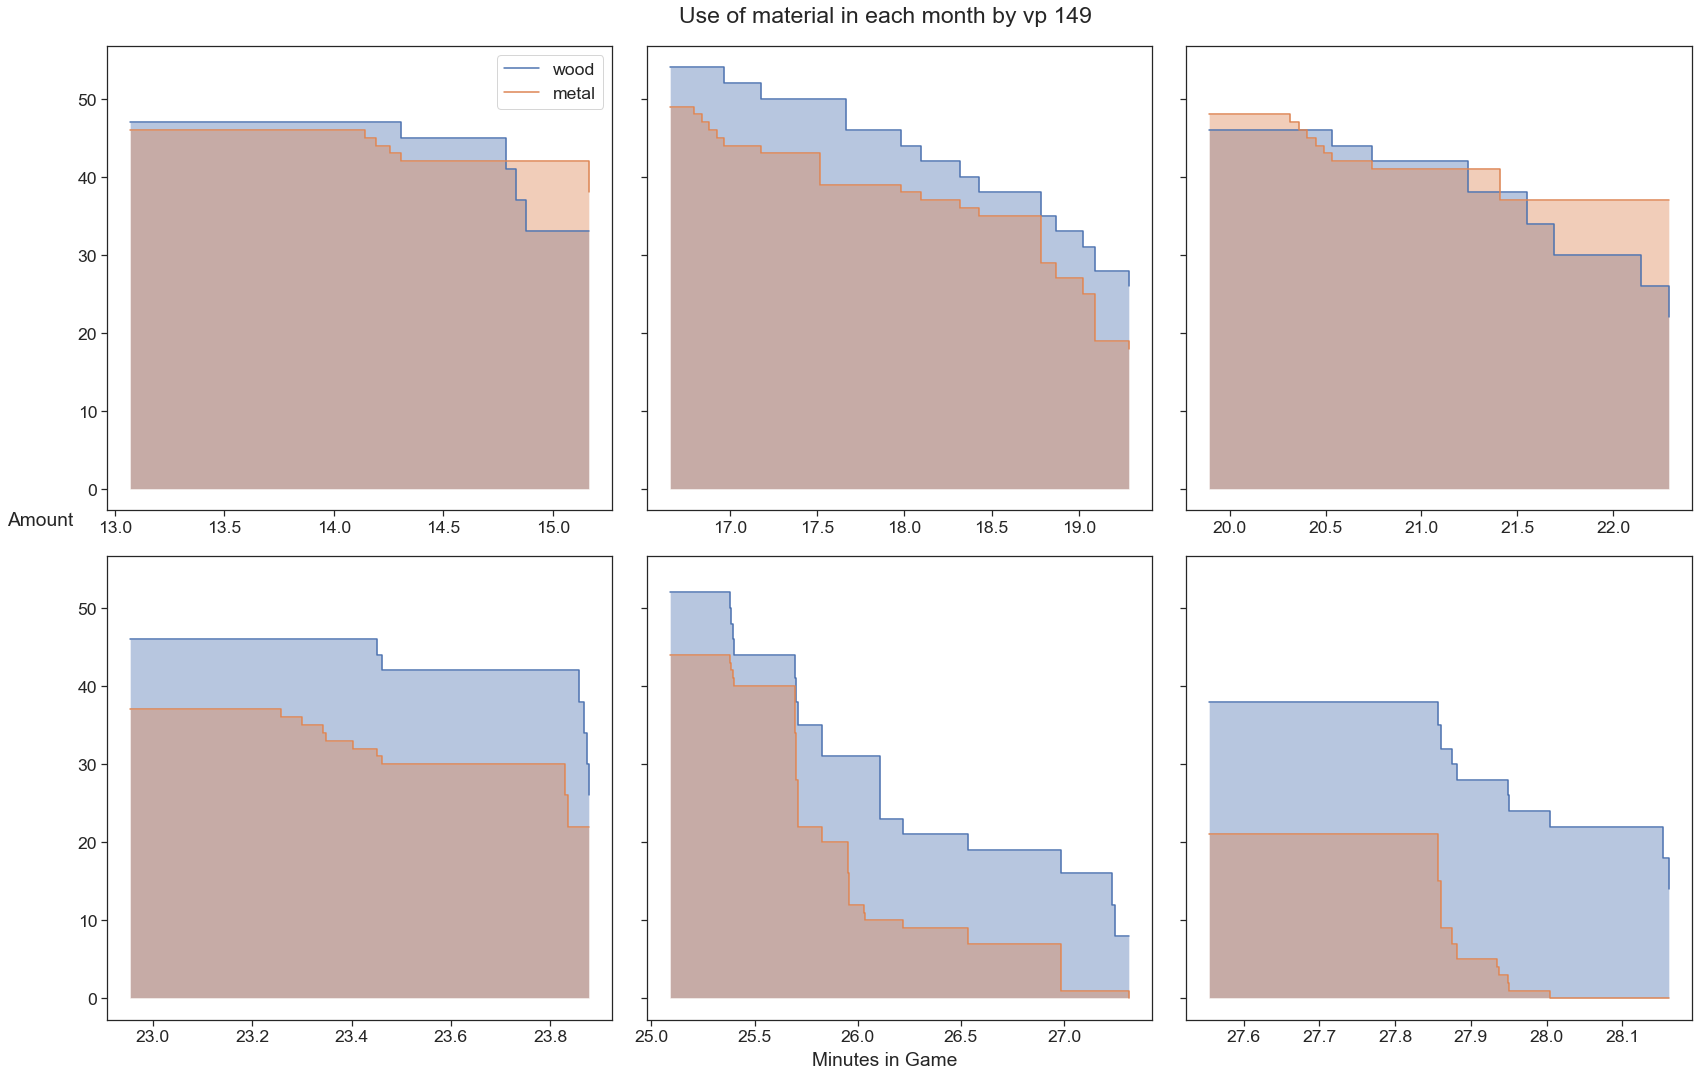 Use of material in each month by vp 149
wood
metal
50
40
30
20
10
0
13.0 13.5 14.0 14.5 15.0
17.0 17.5 18.0 18.5 19.0
20.0 20.5 21.0 21.5 22.0
Amount
50
40
30
20
10
0
23.0 23.2 23.4 23.6 23.8
25.0 25.5 26.0 26.5 27.0
27.6 27.7 27.8 27.9 28.0 28.1
Minutes in Game